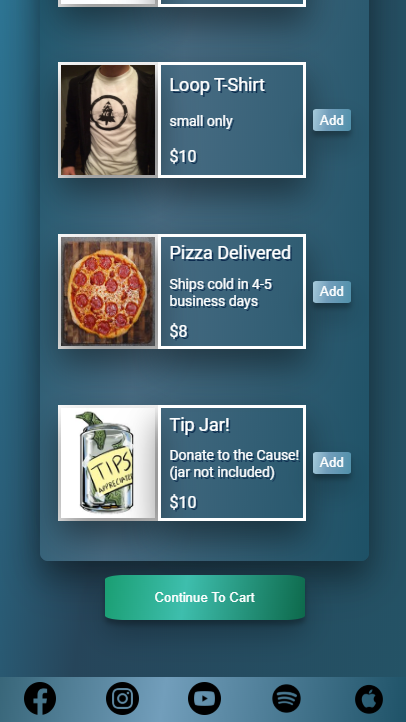 Loop T-Shirt
small only
$10
Add
Pizza Delivered
Ships cold in 4-5
business days
$8
Add
TIPS
APPRECIATED
Tip Jar!
Donate to the Cause!
(jar not included)
$10
Add
Continue To Cart